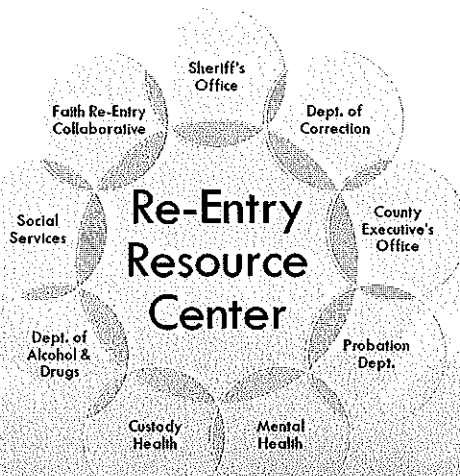 Sheriff's
Office
Dept. of
Correction
County
Executive's
Office
Probation
Dept.
Mental
Health
Custody
Health
Dept. of
Alcohol &
Drugs
Social
Services
Faith Re-Entry
Collaborative
Re-Entry
Resource
Center